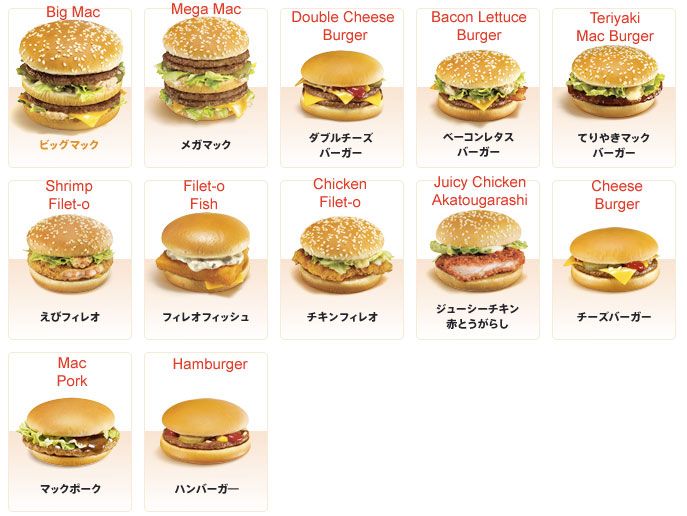 Big Mac
ビッグマック
Mega Mac
メガマック
Double Cheese
Burger
ダブルチーズ
バーガー
Bacon Lettuce
Burger
ベーコンレタス
バーガー
Teriyaki
Mac Burger
てりやきマック
バーガー
Shrimp
Filet-o
えびフィレオ
Filet-o
Fish
フィレオフィッシュ
Chicken
Filet-o
チキンフィレオ
Juicy Chicken
Akatougarashi
ジューシーチキン
赤とうがらし
Cheese
Burger
チーズバーガー
Mac
Pork
マックポーク
Hamburger
ハンバーガー